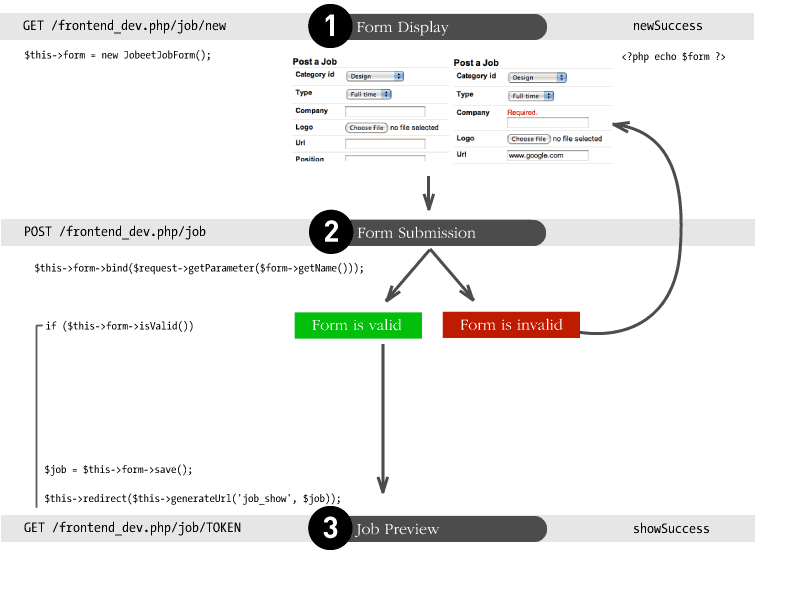 GET /frontend_dev.php/job/new
1
Form Display
newSuccess
$this->form = new JobeetJobForm();
<?php echo $form ?>
Post a Job
Category id
Design
Type
Full time
Company
Logo
Choose File no file selected
Url
Position
Post a Job
Category id
Design
Type
Full time
Company
Required.
Logo
Choose File no file selected
Url
www.google.com
POST /frontend_dev.php/job
2
Form Submission
$this->form->bind($request->getParameter($form->getName()));
if ($this->form->isValid())
Form is valid
Form is invalid
$job = $this->form->save();
$this->redirect($this->generateUrl('job_show', $job));
GET /frontend_dev.php/job/TOKEN
3
Job Preview
showSuccess